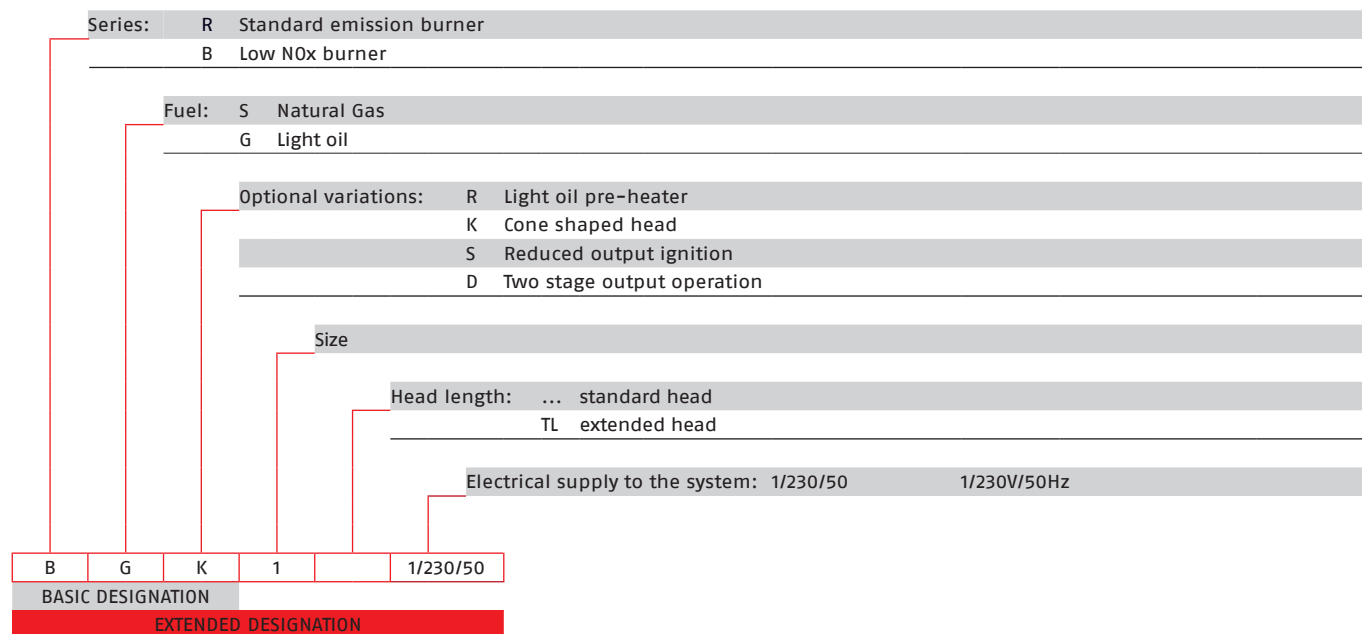 Series: R Standard emission burner
B Low NOx burner
Fuel: S Natural Gas
G Light oil
Optional variations: R Light oil pre-heater
K Cone shaped head
S Reduced output ignition
D Two stage output operation
Size
Head length: ... standard head
TL extended head
Electrical supply to the system: 1/230/50 1/230V/50Hz
B G K 1 1/230/50
BASIC DESIGNATION
EXTENDED DESIGNATION